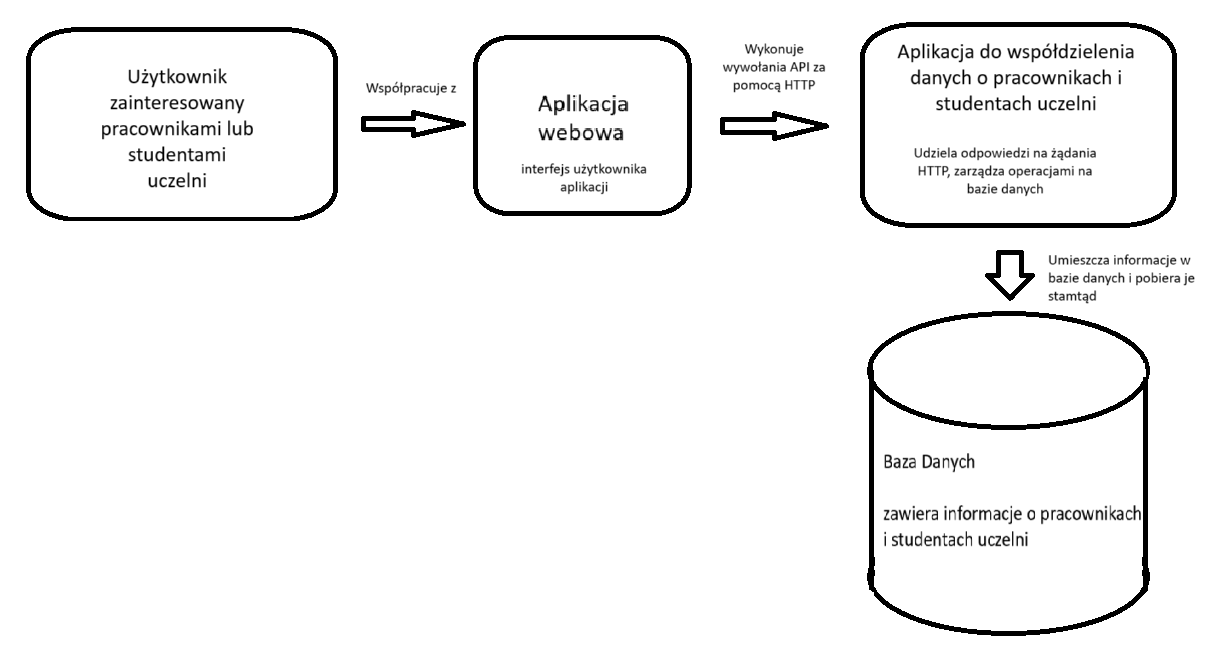 Użytkownik
zainteresowany
pracownikami lub
studentami
uczelni
Współpracuje z
Aplikacja
webowa
interfejs użytkownika
aplikacji
Wykonuje
wywołania API za
pomocą HTTP
Aplikacja do współdzielenia
danych o pracownikach i
studentach uczelni
Udziela odpowiedzi na żądania
HTTP, zarządza operacjami na
bazie danych
Umieszcza informacje w
bazie danych i pobiera je
stamtąd
Baza Danych
zawiera informacje o pracownikach
i studentach uczelni